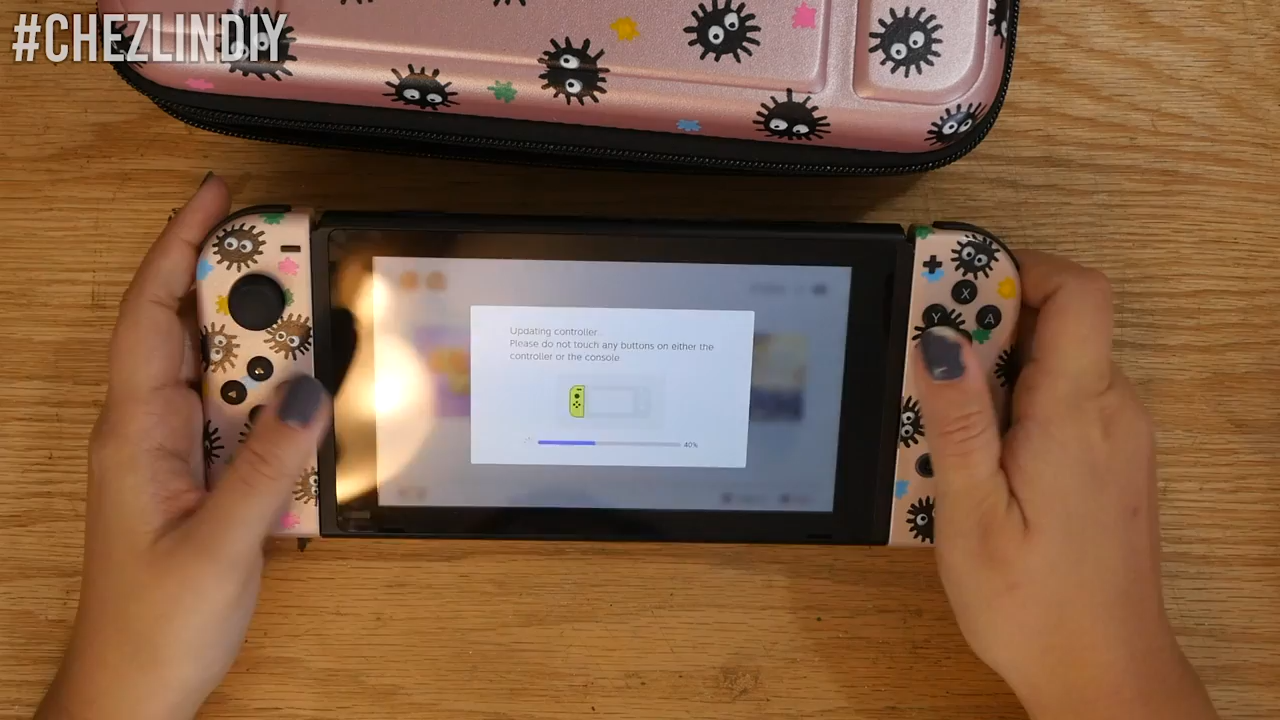 #CHEZLINDIY
Updating controller.
Please do not touch any buttons on either the
controller or the console
40%
X
Y
A